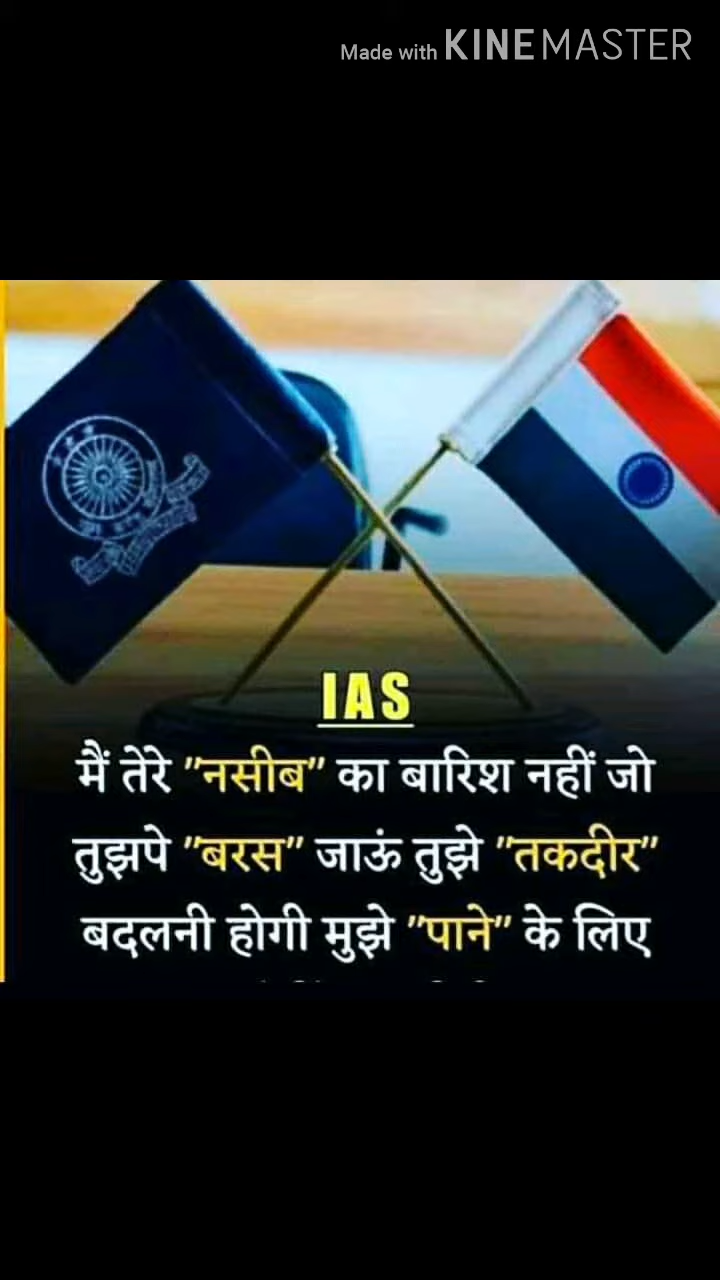 Made with KINEMASTER
IAS
मैं तेरे "नसीब" का बारिश नहीं जो
तुझपे "बरस" जाऊं तुझे "तकदीर"
बदलनी होगी मुझे "पाने" के लिए